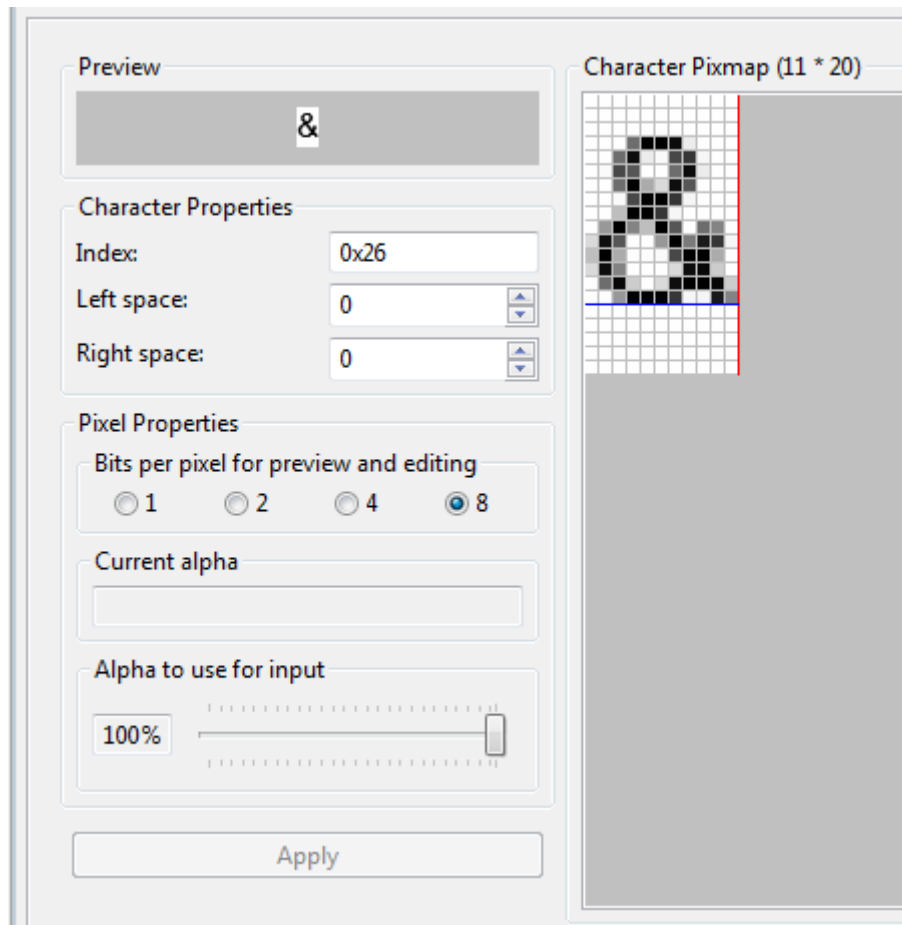 Preview
&
Character Properties
Index: 0x26
Left space: 0
Right space: 0
Pixel Properties
Bits per pixel for preview and editing
1 2 4 8
Current alpha
Alpha to use for input
100%
Apply
Character Pixmap (11 * 20)
&